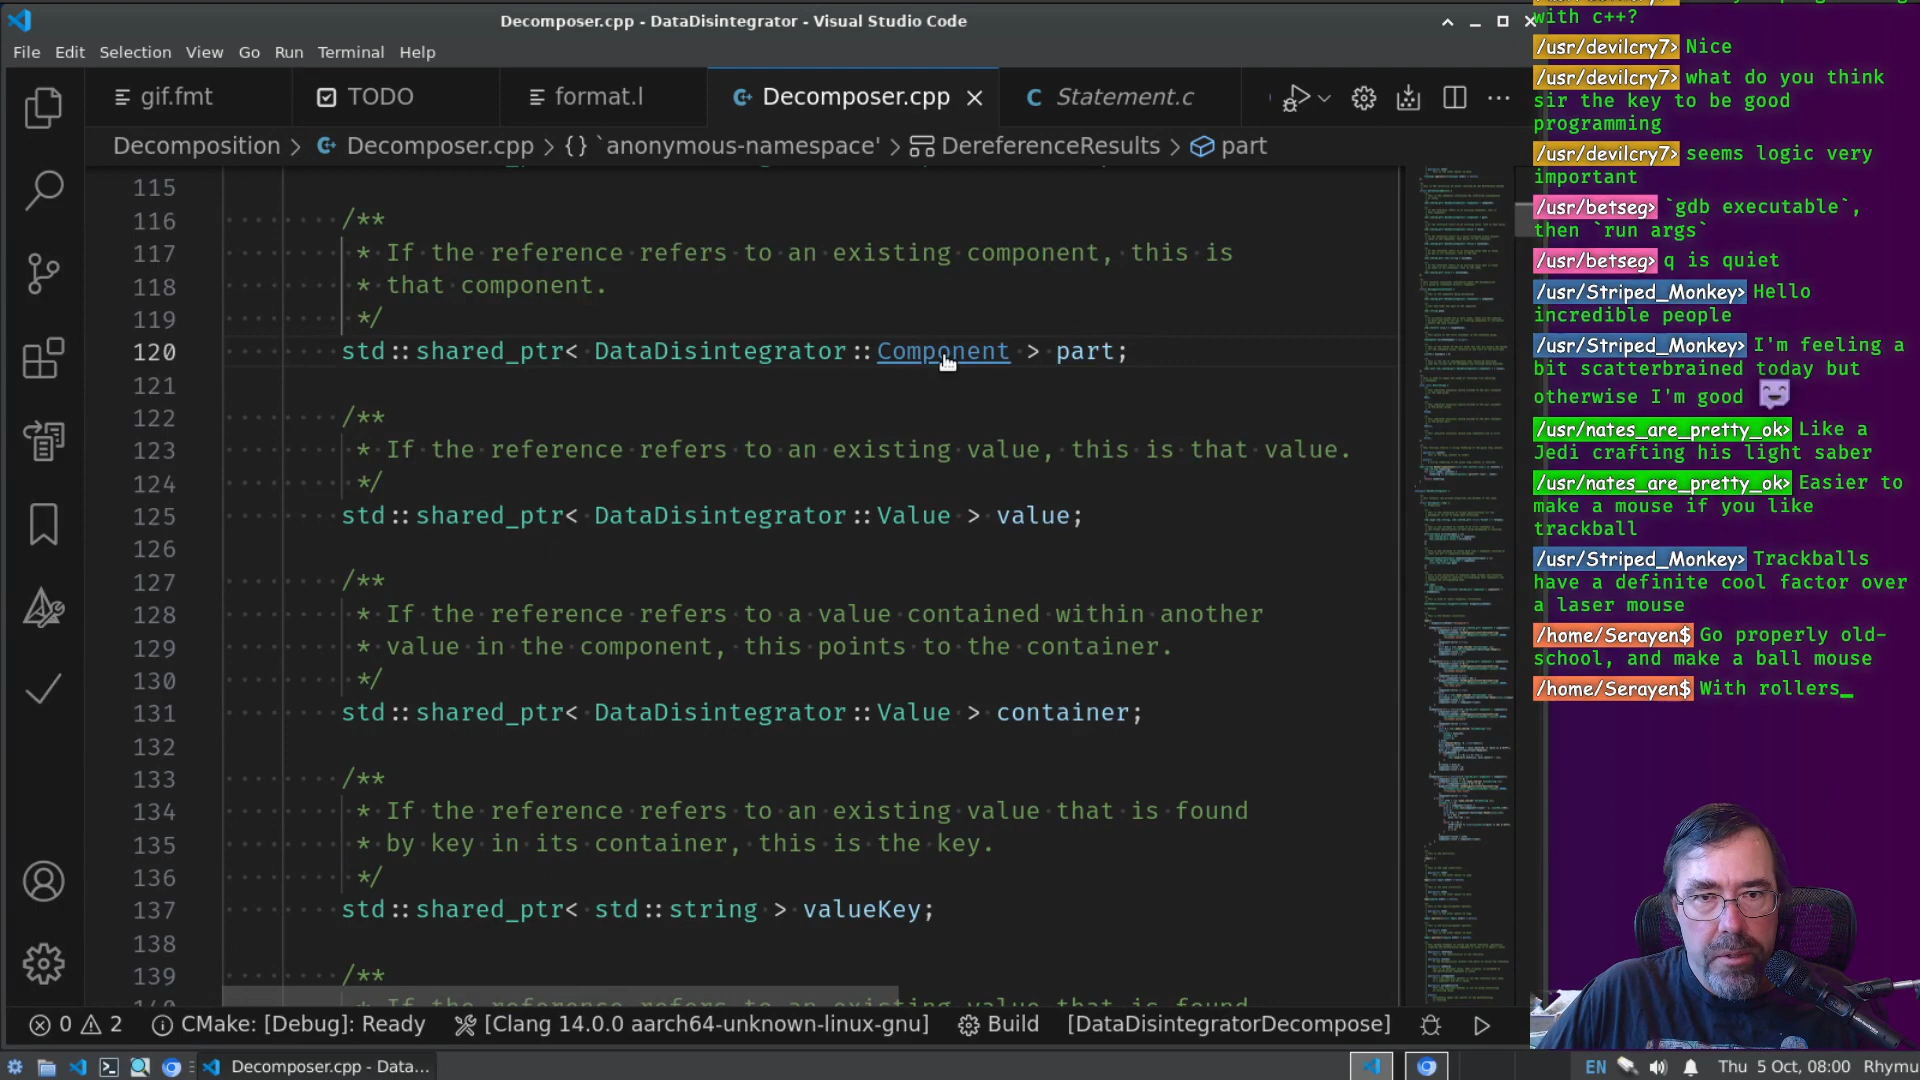 Decomposer.cpp - DataDisintegrator - Visual Studio Code
File Edit Selection View Go Run Terminal Help
gif.fmt TODO format.l Decomposer.cpp Statement.c
Decomposition > Decomposer.cpp > {} `anonymous-namespace' > DereferenceResults > part
115
116 /**
117 * If the reference refers to an existing component, this is
118 * that component.
119 */
120 std::shared_ptr< DataDisintegrator::Component > part;
121
122 /**
123 * If the reference refers to an existing value, this is that value.
124 */
125 std::shared_ptr< DataDisintegrator::Value > value;
126
127 /**
128 * If the reference refers to a value contained within another
129 * value in the component, this points to the container.
130 */
131 std::shared_ptr< DataDisintegrator::Value > container;
132
133 /**
134 * If the reference refers to an existing value that is found
135 * by key in its container, this is the key.
136 */
137 std::shared_ptr< std::string > valueKey;
138
139 /**
140 * If the reference refers to an existing value that is found
0 2 CMake: [Debug]: Ready [Clang 14.0.0 aarch64-unknown-linux-gnu] Build [DataDisintegratorDecompose]
Decomposer.cpp - Data...
EN Thu 5 Oct, 08:00 Rhymu
with c++?
/usr/devilcry7> Nice
/usr/devilcry7> what do you think
sir the key to be good
programming
/usr/devilcry7> seems logic very
important
/usr/betseg> `gdb executable`,
then `run args`
/usr/betseg> q is quiet
/usr/Striped_Monkey> Hello
incredible people
/usr/Striped_Monkey> I'm feeling a
bit scatterbrained today but
otherwise I'm good
/usr/nates_are_pretty_ok> Like a
Jedi crafting his light saber
/usr/nates_are_pretty_ok> Easier to
make a mouse if you like
trackball
/usr/Striped_Monkey> Trackballs
have a definite cool factor over
a laser mouse
/home/Serayen$ Go properly old-
school, and make a ball mouse
/home/Serayen$ With rollers_